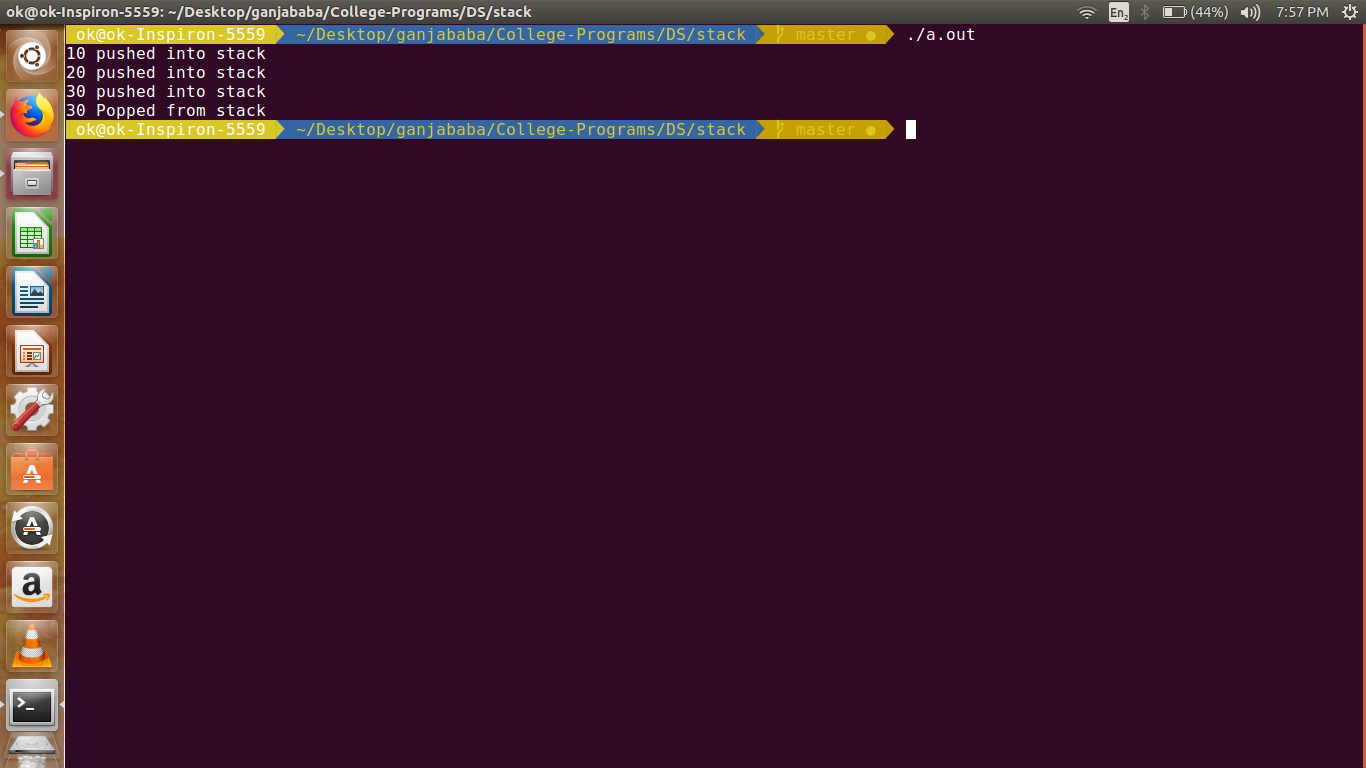 ok@ok-Inspiron-5559: ~/Desktop/ganjababa/College-Programs/DS/stack
En2 (44%) 7:57 PM
ok@ok-Inspiron-5559 ~/Desktop/ganjababa/College-Programs/DS/stack master ● ./a.out
10 pushed into stack
20 pushed into stack
30 pushed into stack
30 Popped from stack
ok@ok-Inspiron-5559 ~/Desktop/ganjababa/College-Programs/DS/stack master ●